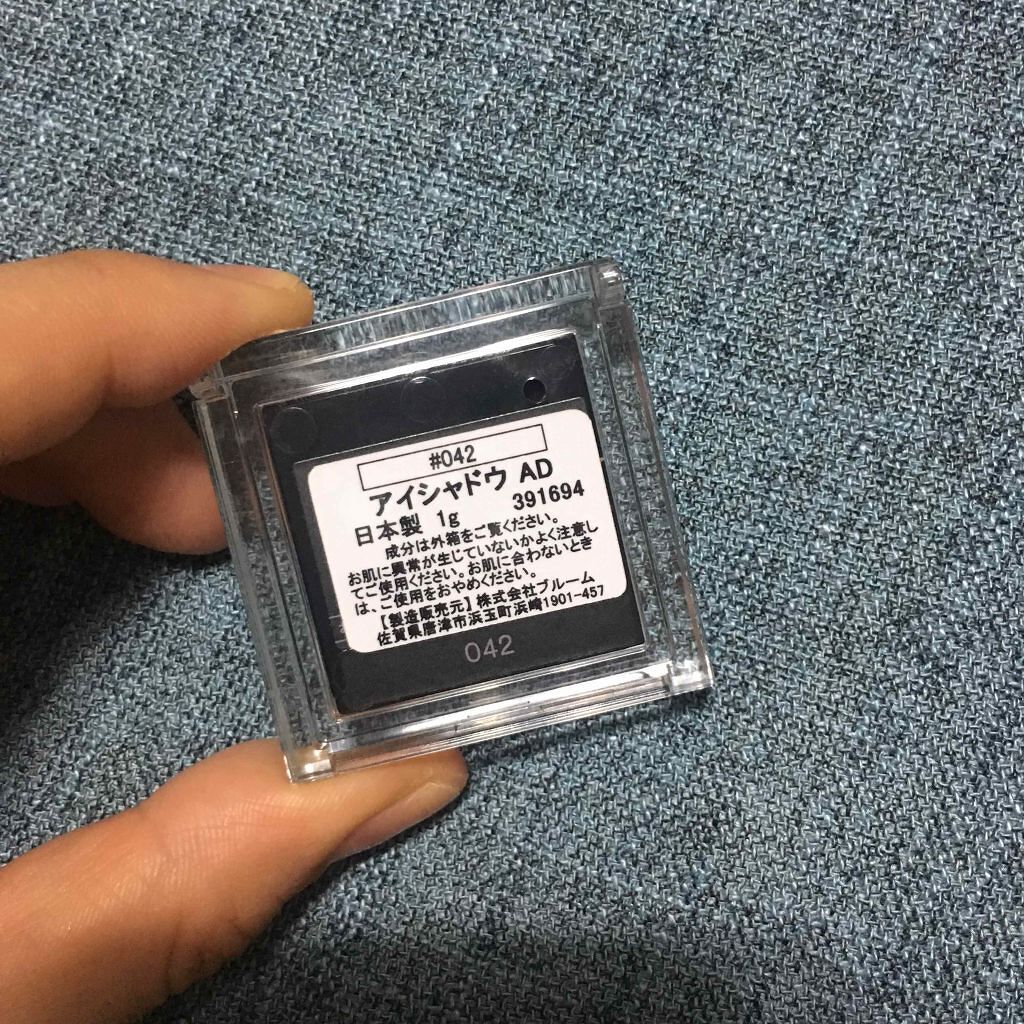 #042
アイシャドウ AD
日本製 1g 391694
成分は外箱をご覧ください。
お肌に異常が生じていないかよく注意し
てご使用ください。お肌に合わないとき
は、ご使用をおやめください。
【製造販売元】株式会社ブルーム
佐賀県唐津市浜玉町浜崎1901-457
042